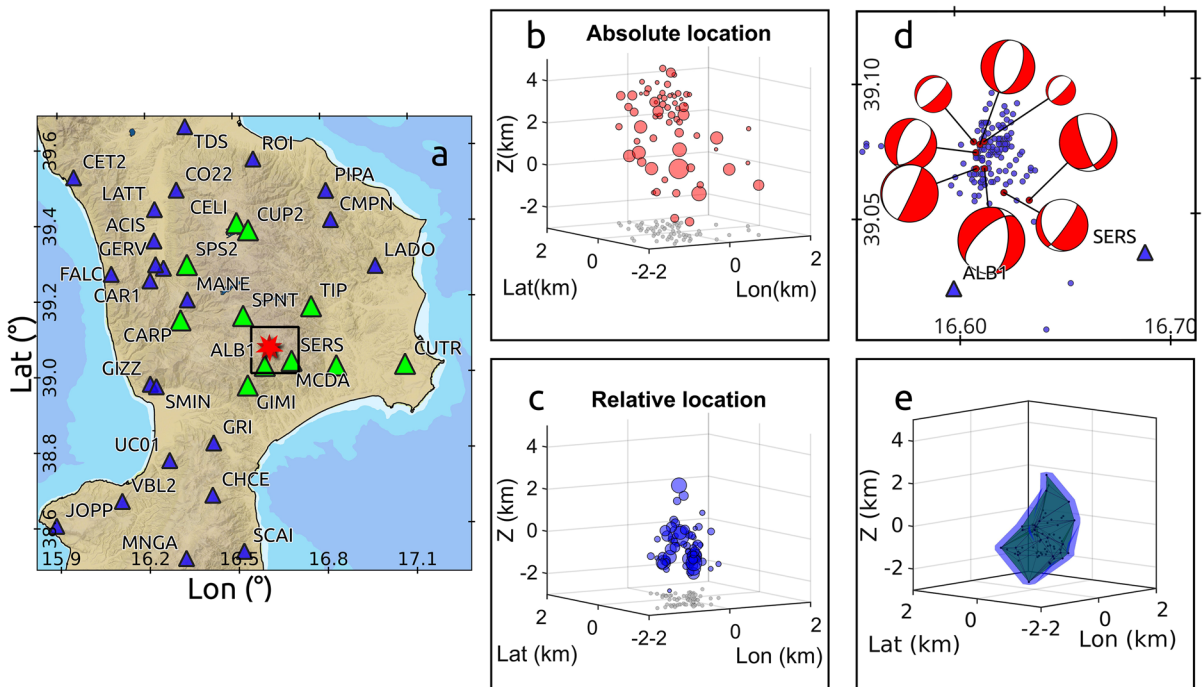 a
TDS
ROI
CET2
CO22
PIPA
LATT
CELI
CUP2
CMPN
ACIS
GERV
SPS2
LADO
FALC
MANE
CAR1
SPNT
TIP
CARP
ALB1
SERS
CUTR
GIZZ
MCDA
SMIN
GIMI
GRI
UC01
CHCE
VBL2
JOPP
SCAI
MNGA
39.6
39.4
39.2
39.0
38.8
38.6
15.9 16.2 16.5 16.8 17.1
Lat (°)
Lon (°)
b
Absolute location
4
2
0
-2
Z(km)
2 0 -2-2 0 2
Lat(km)
Lon(km)
c
Relative location
4
2
0
-2
Z (km)
2 0 -2-2 0 2
Lat (km)
Lon (km)
d
39.10
39.05
SERS
ALB1
16.60 16.70
e
4
2
0
-2
Z (km)
2 0 -2-2 0 2
Lat (km)
Lon (km)